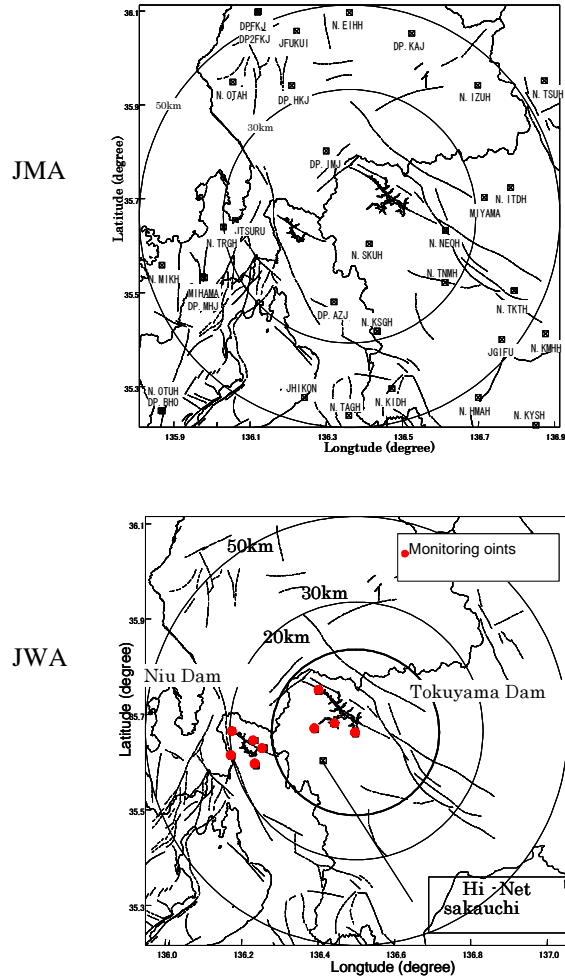 JMA
36.1
DPFKJ
DP2FKJ
JFUKUI
N. EIHH
DP. KAJ
N. OTAH
DP. HKJ
N. IZUH
N. TSUH
35.9
50km
30km
DP. IMJ
Latitude (degree)
35.7
N. ITDH
MIYAMA
JTSURU
N. TRGH
N. NEOH
N. SKUH
N. MIKH
MIHAMA
DP. MHJ
N. TNMH
N. TKTH
35.5
DP. AZJ
N. KSGH
JGIFU
N. KMHH
35.3
N. OTUH
DP. BHO
JHIKON
N. TAGH
N. KIDH
N. HMAH
N. KYSH
135.9
136.1
136.3
136.5
136.7
136.9
Longtude (degree)
JWA
36.1
50km
Monitoring oints
30km
35.9
20km
Niu Dam
Tokuyama Dam
Latitude (degree)
35.7
35.5
Hi - Net
sakauchi
35.3
136.0
136.2
136.4
136.6
136.8
137.0
Longtude (degree)